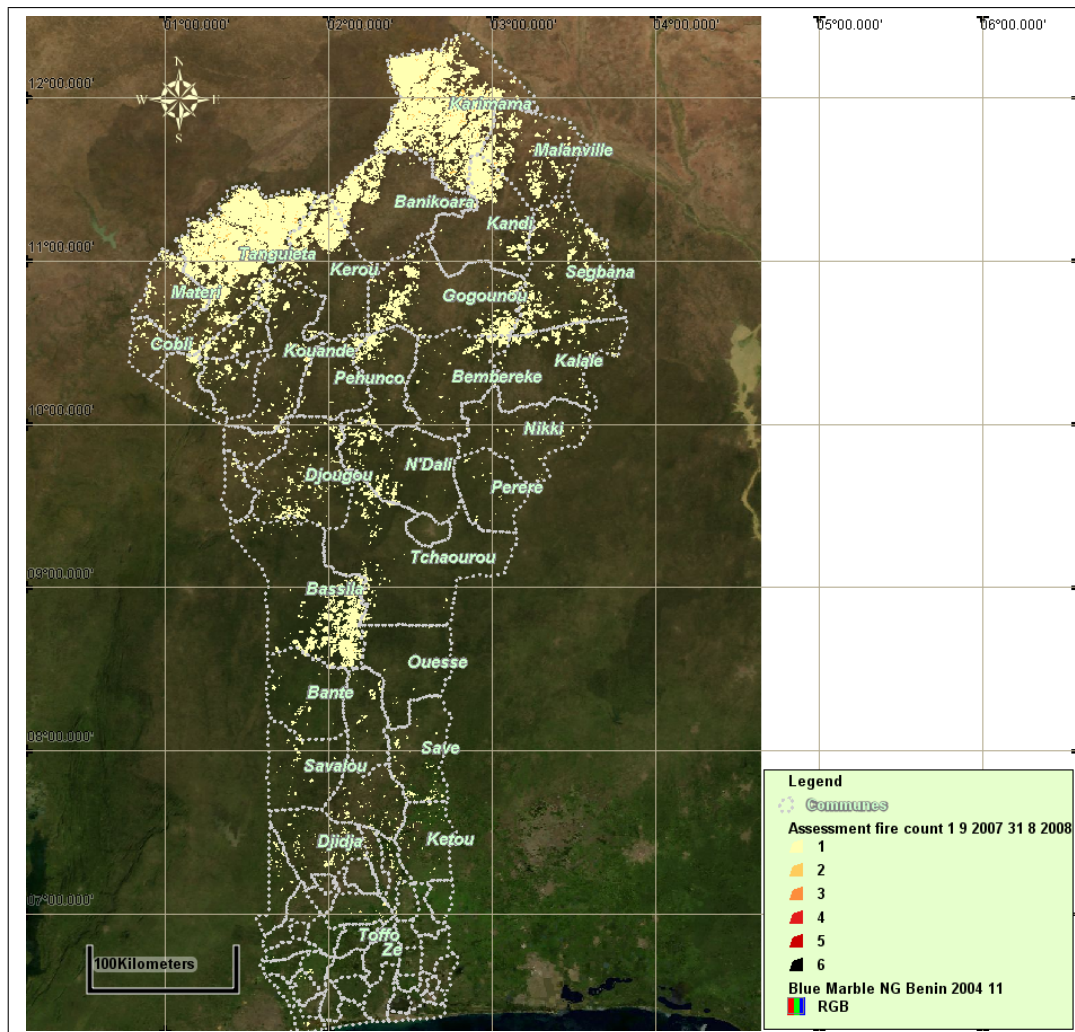 01°00.000'
02°00.000'
03°00.000'
04°00.000'
05°00.000'
06°00.000'
N
W E
S
12°00.000'
Karimama
Malanville
Banikoara
Kandi
11°00.000'
Tanguieta
Kerou
Segbana
Materi
Gogounou
Cobli
Kouande
Kalale
Pehunco
Bembereke
10°00.000'
Nikki
N'Dali
Djougou
Perere
Tchaourou
09°00.000'
Bassila
Ouesse
Bante
08°00.000'
Save
Savalou
Djidja
Ketou
07°00.000'
Toffo
Ze
100Kilometers
Legend
Communes
Assessment fire count 1 9 2007 31 8 2008
1
2
3
4
5
6
Blue Marble NG Benin 2004 11
RGB